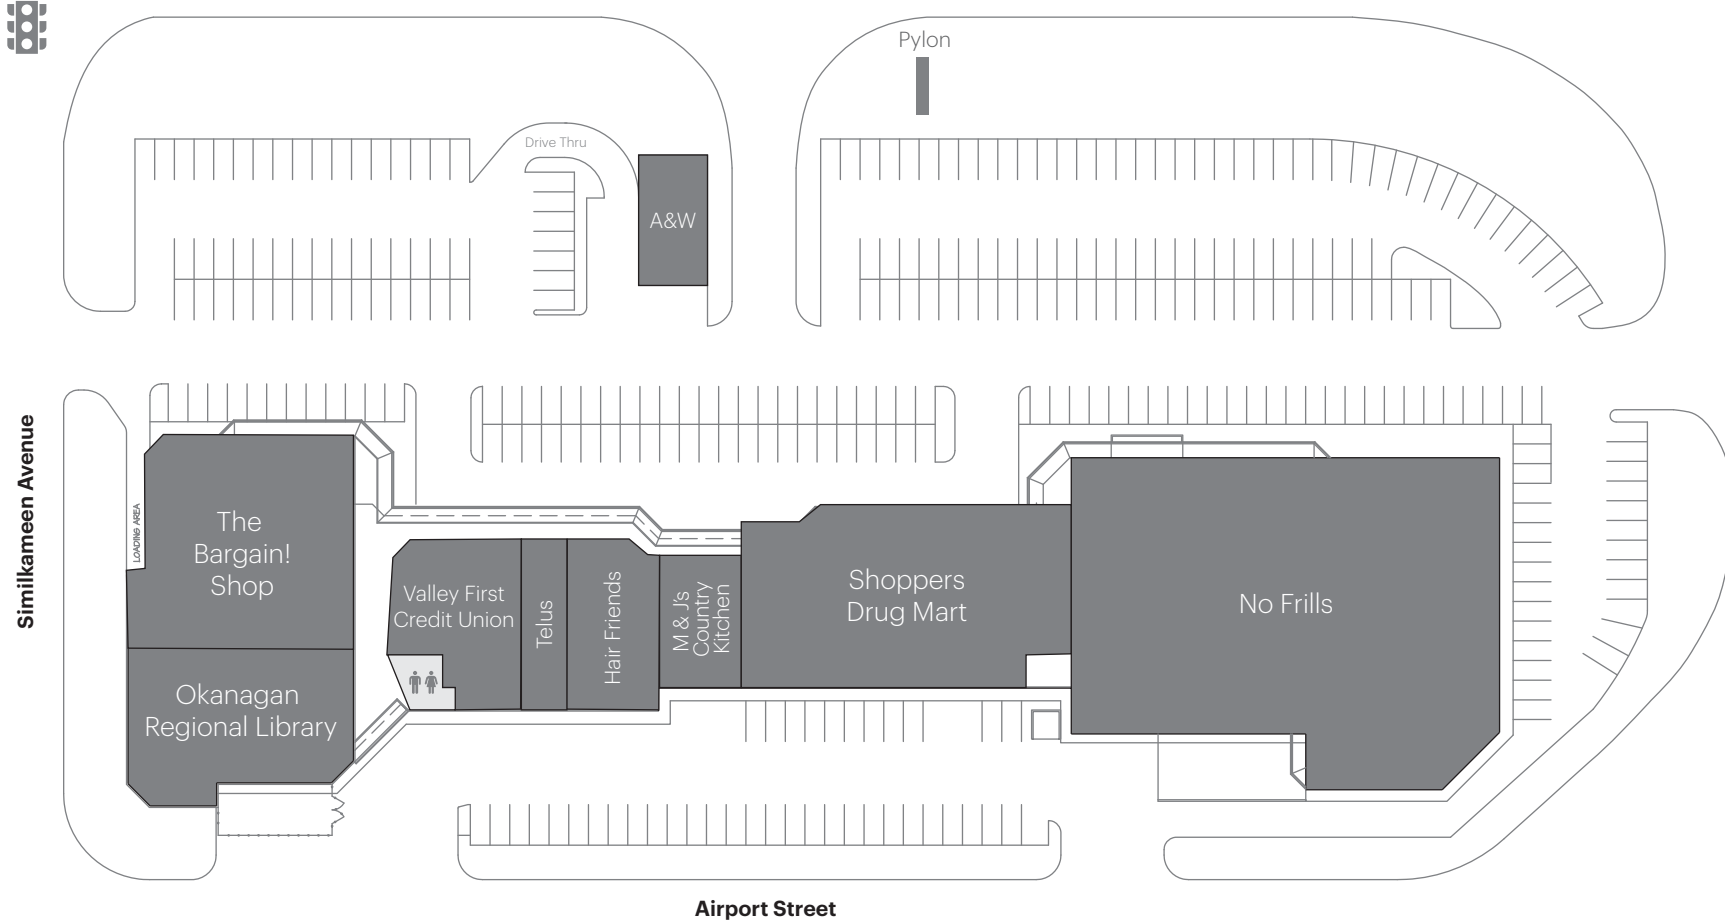 Pylon
Drive Thru
A&W
Similkameen Avenue
LOADING AREA
The
Bargain!
Shop
Okanagan
Regional Library
Valley First
Credit Union
Telus
Hair Friends
M & J's
Country
Kitchen
Shoppers
Drug Mart
No Frills
Airport Street